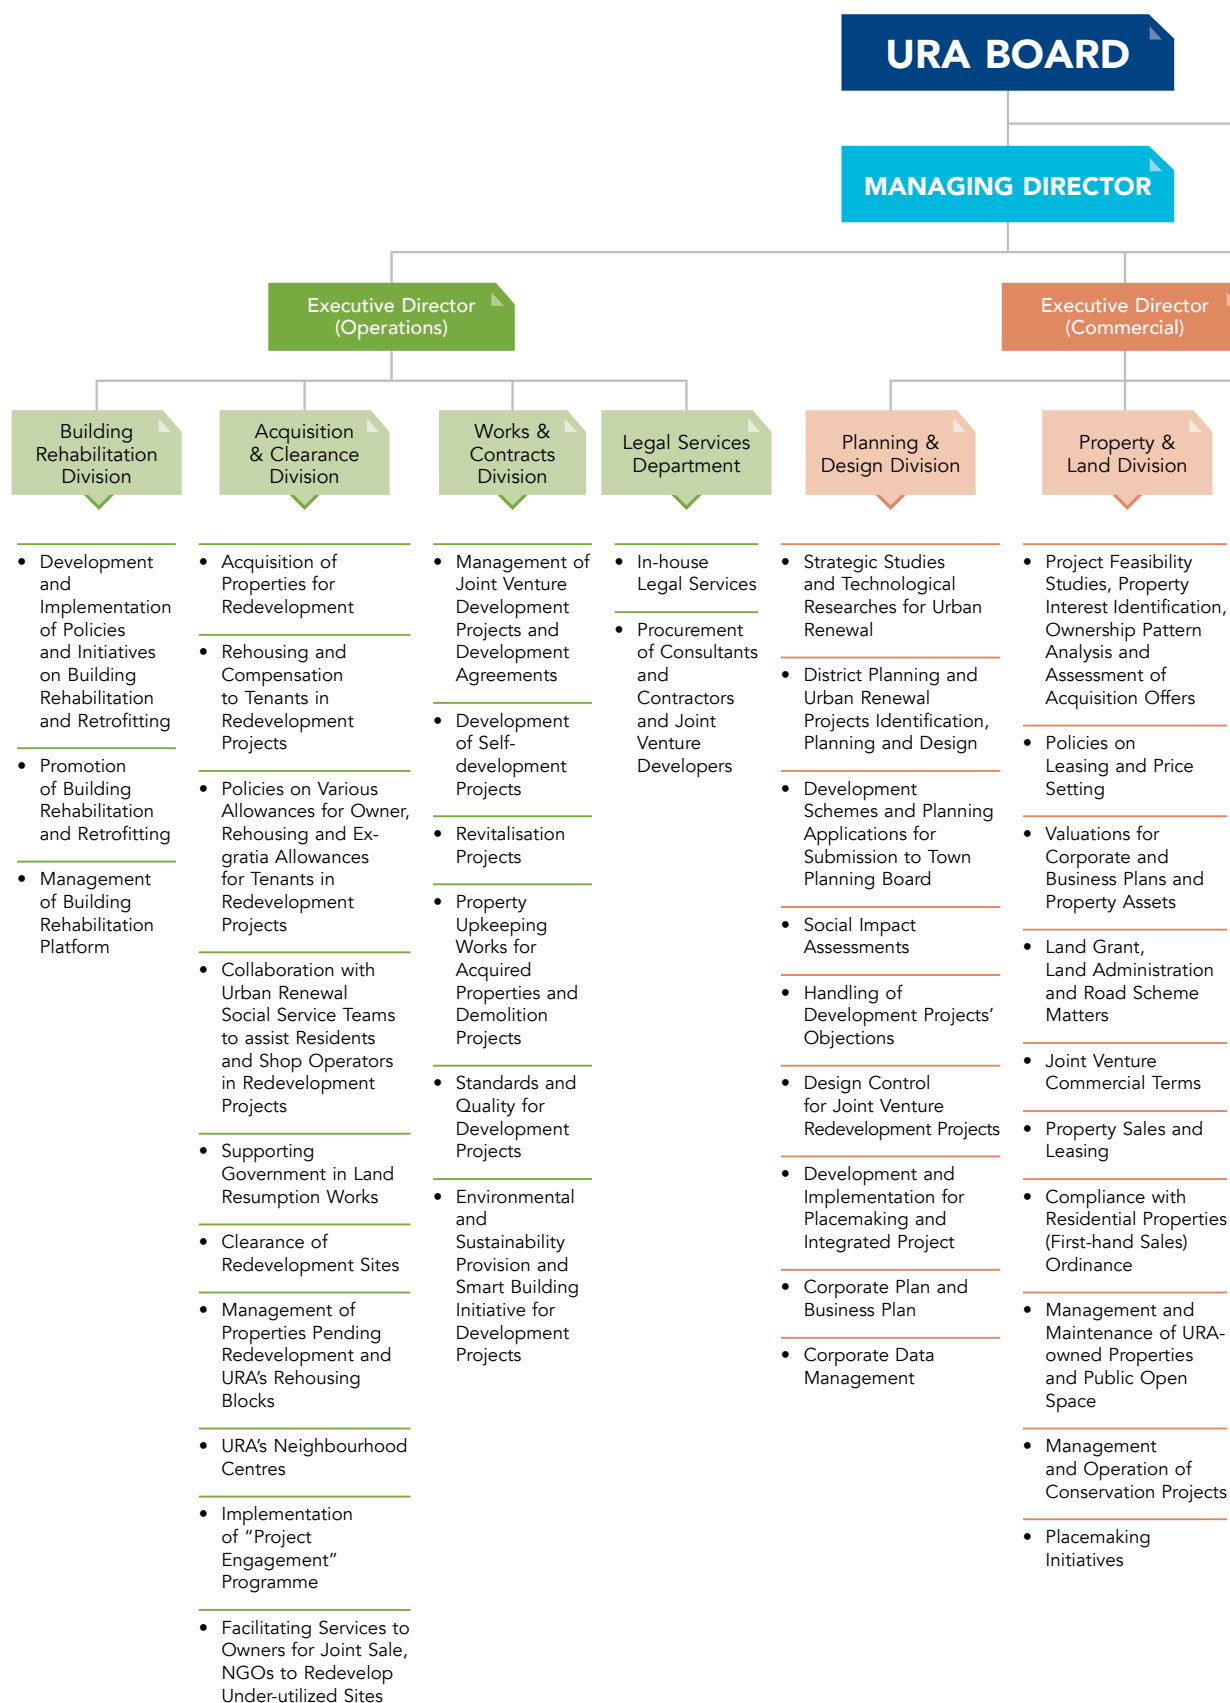 URA BOARD
MANAGING DIRECTOR
Executive Director
(Operations)
Executive Director
(Commercial)
Building
Rehabilitation
Division
Acquisition
& Clearance
Division
Works &
Contracts
Division
Legal Services
Department
Planning &
Design Division
Property &
Land Division
• Development
and
Implementation
of Policies
and Initiatives
on Building
Rehabilitation
and Retrofitting
• Promotion
of Building
Rehabilitation
and Retrofitting
• Management
of Building
Rehabilitation
Platform
• Acquisition of
Properties for
Redevelopment
• Rehousing and
Compensation
to Tenants in
Redevelopment
Projects
• Policies on Various
Allowances for Owner,
Rehousing and Ex-
gratia Allowances
for Tenants in
Redevelopment
Projects
• Collaboration with
Urban Renewal
Social Service Teams
to assist Residents
and Shop Operators
in Redevelopment
Projects
• Supporting
Government in Land
Resumption Works
• Clearance of
Redevelopment Sites
• Management of
Properties Pending
Redevelopment and
URA's Rehousing
Blocks
• URA's Neighbourhood
Centres
• Implementation
of “Project
Engagement”
Programme
• Facilitating Services to
Owners for Joint Sale,
NGOs to Redevelop
Under-utilized Sites
• Management of
Joint Venture
Development
Projects and
Development
Agreements
• Development
of Self-
development
Projects
• Revitalisation
Projects
• Property
Upkeeping
Works for
Acquired
Properties and
Demolition
Projects
• Standards and
Quality for
Development
Projects
• Environmental
and
Sustainability
Provision and
Smart Building
Initiative for
Development
Projects
• In-house
Legal Services
• Procurement
of Consultants
and
Contractors
and Joint
Venture
Developers
• Strategic Studies
and Technological
Researches for Urban
Renewal
• District Planning and
Urban Renewal
Projects Identification,
Planning and Design
• Development
Schemes and Planning
Applications for
Submission to Town
Planning Board
• Social Impact
Assessments
• Handling of
Development Projects’
Objections
• Design Control
for Joint Venture
Redevelopment Projects
• Development and
Implementation for
Placemaking and
Integrated Project
• Corporate Plan and
Business Plan
• Corporate Data
Management
• Project Feasibility
Studies, Property
Interest Identification,
Ownership Pattern
Analysis and
Assessment of
Acquisition Offers
• Policies on
Leasing and Price
Setting
• Valuations for
Corporate and
Business Plans and
Property Assets
• Land Grant,
Land Administration
and Road Scheme
Matters
• Joint Venture
Commercial Terms
• Property Sales and
Leasing
• Compliance with
Residential Properties
(First-hand Sales)
Ordinance
• Management and
Maintenance of URA-
owned Properties
and Public Open
Space
• Management
and Operation of
Conservation Projects
• Placemaking
Initiatives